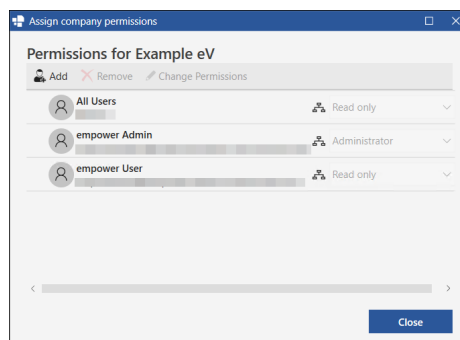 Assign company permissions
Permissions for Example eV
Add Remove Change Permissions
All Users
Read only
empower Admin
Administrator
empower User
Read only
Close